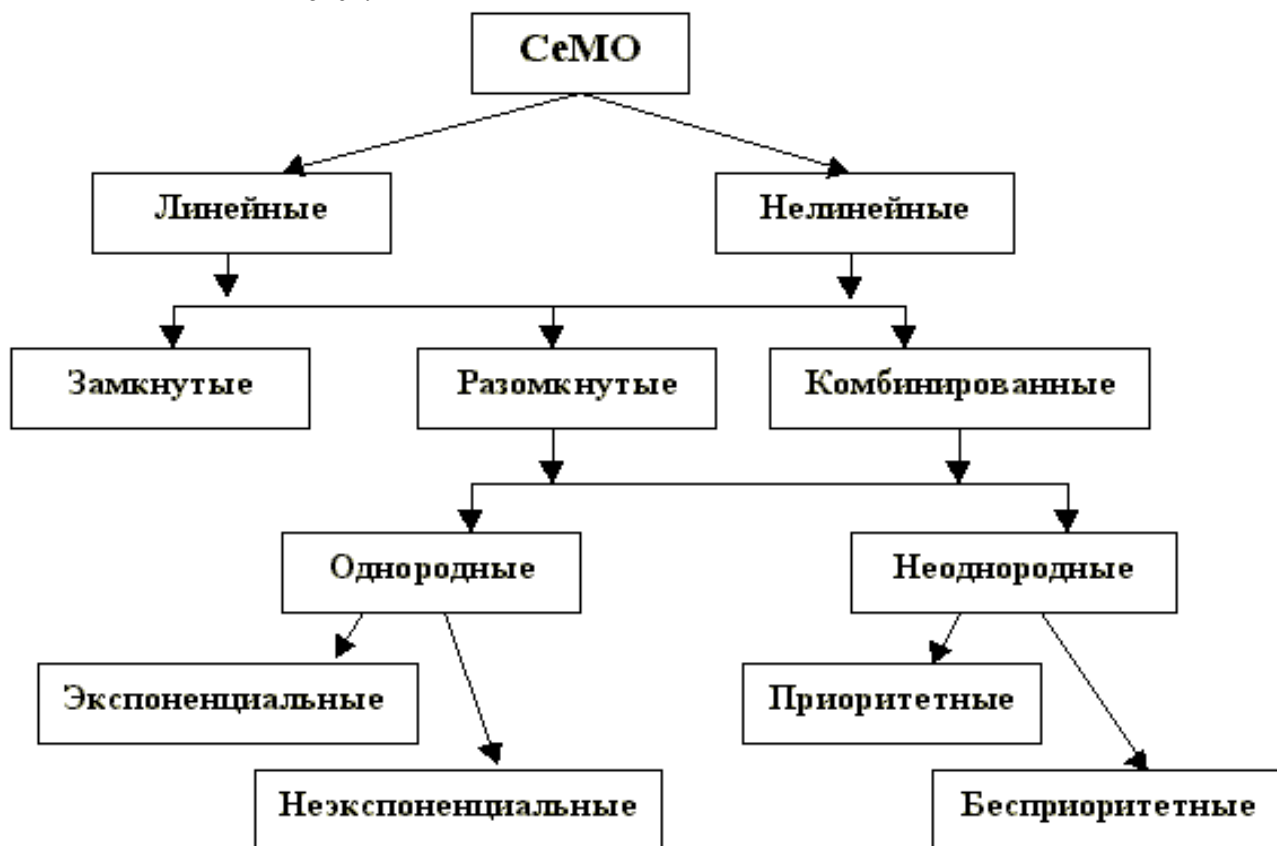 СеМО
Линейные
Нелинейные
Замкнутые
Разомкнутые
Комбинированные
Однородные
Неоднородные
Экспоненциальные
Приоритетные
Неэкспоненциальные
Бесприоритетные